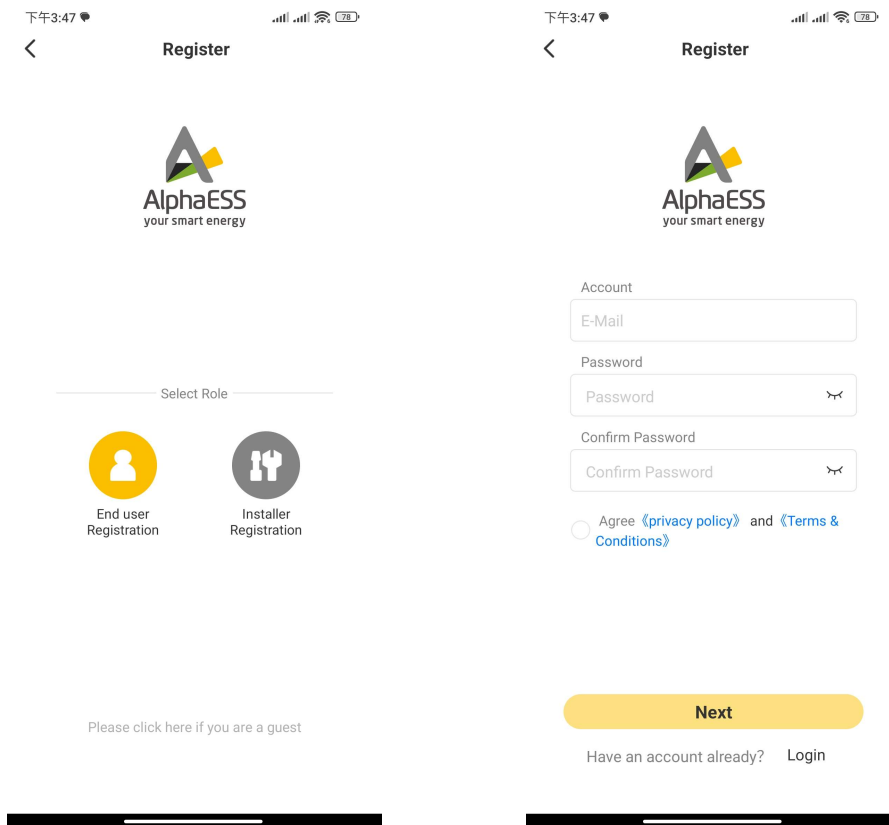 下午3:47
78
Register
AlphaESS
your smart energy
Select Role
End user
Registration
Installer
Registration
Please click here if you are a guest
下午3:47
78
Register
AlphaESS
your smart energy
Account
E-Mail
Password
Password
Confirm Password
Confirm Password
Agree《privacy policy》 and《Terms &
Conditions》
Next
Have an account already? Login